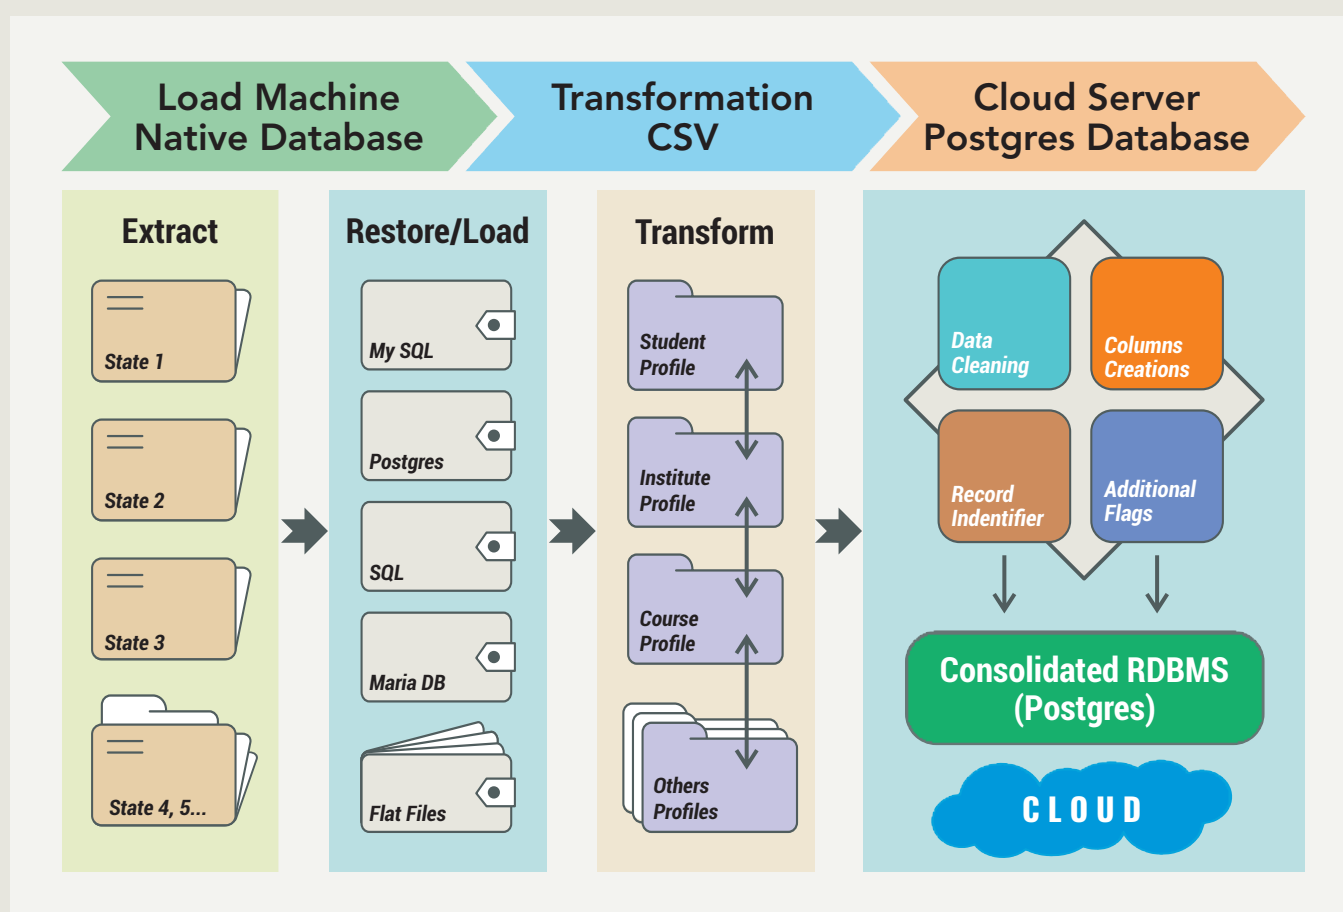 Load Machine
Native Database
Transformation
CSV
Cloud Server
Postgres Database
Extract
State 1
State 2
State 3
State 4, 5...
Restore/Load
My SQL
Postgres
SQL
Maria DB
Flat Files
Transform
Student
Profile
Institute
Profile
Course
Profile
Others
Profiles
Data
Cleaning
Columns
Creations
Record
Indentifier
Additional
Flags
Consolidated RDBMS
(Postgres)
CLOUD